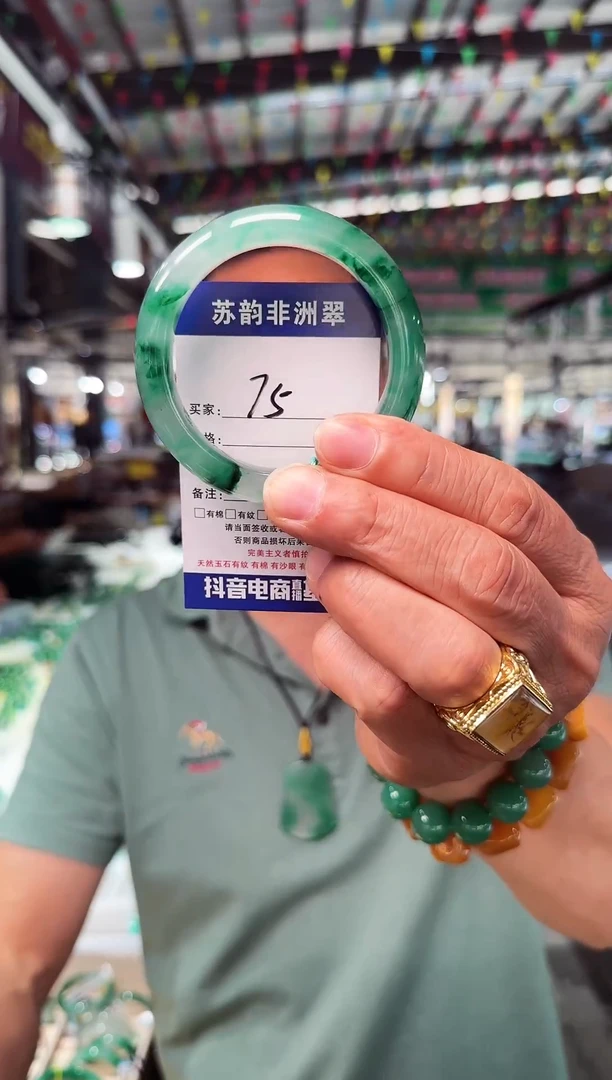 苏韵非洲翠
买家: 75
格:
备注:
□有棉□有纹□
请当面签收或
否则商品损坏后果
完美主义者慎拍
天然玉石有纹 有棉 有沙眼 有
抖音电商直播